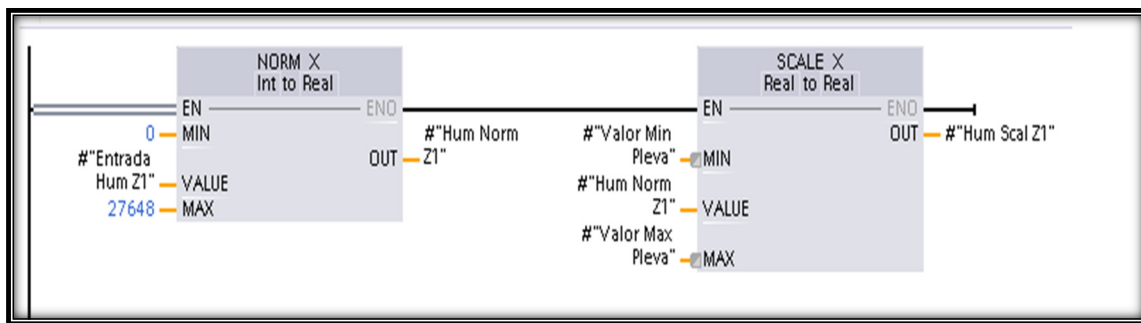 NORM X
Int to Real
EN
ENO
0
MIN
#"Entrada
Hum Z1"
VALUE
27648
MAX
OUT
#"Hum Norm
Z1"
SCALE X
Real to Real
EN
ENO
#"Valor Min
Pleva"
MIN
#"Hum Norm
Z1"
VALUE
#"Valor Max
Pleva"
MAX
OUT
#"Hum Scal Z1"